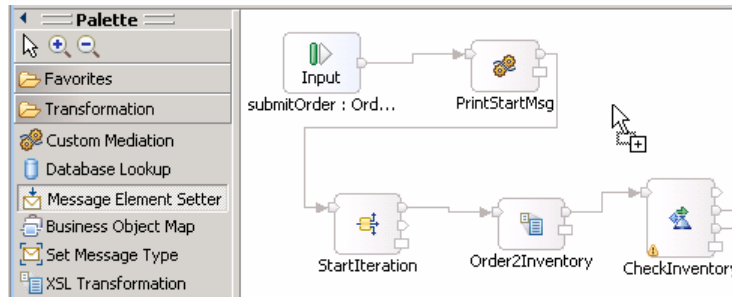 Palette
Favorites
Transformation
Custom Mediation
Database Lookup
Message Element Setter
Business Object Map
Set Message Type
XSL Transformation
Input
submitOrder : Ord...
PrintStartMsg
StartIteration
Order2Inventory
CheckInventory